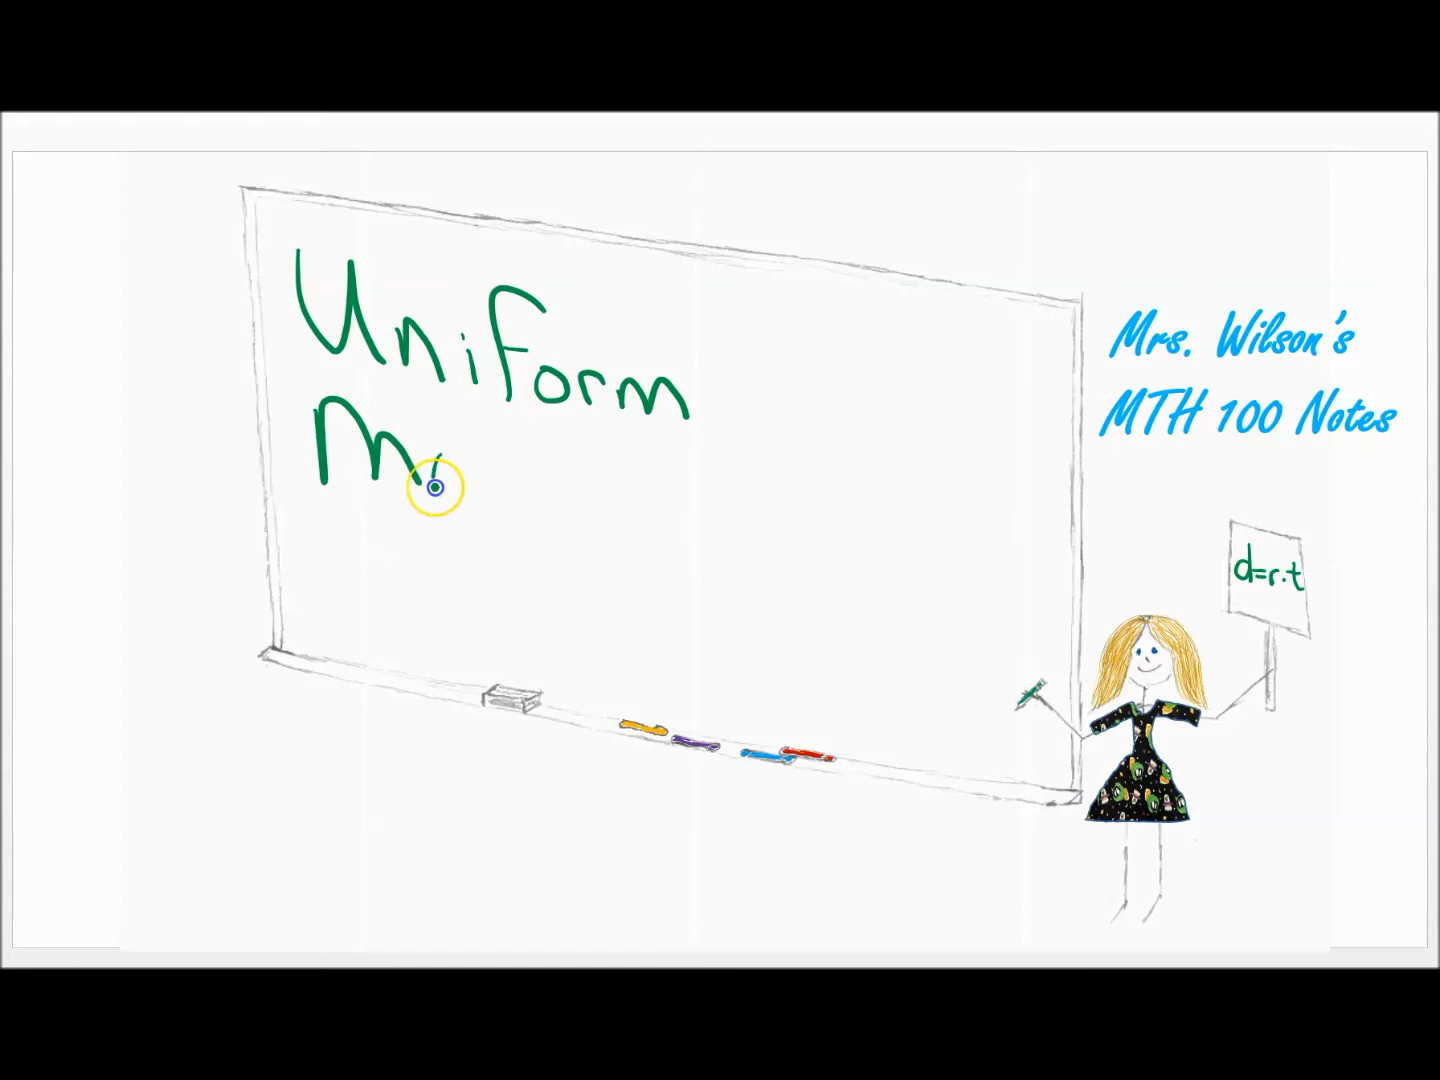 Uniform
M
Mrs. Wilson's
MTH 100 Notes
d=r.t